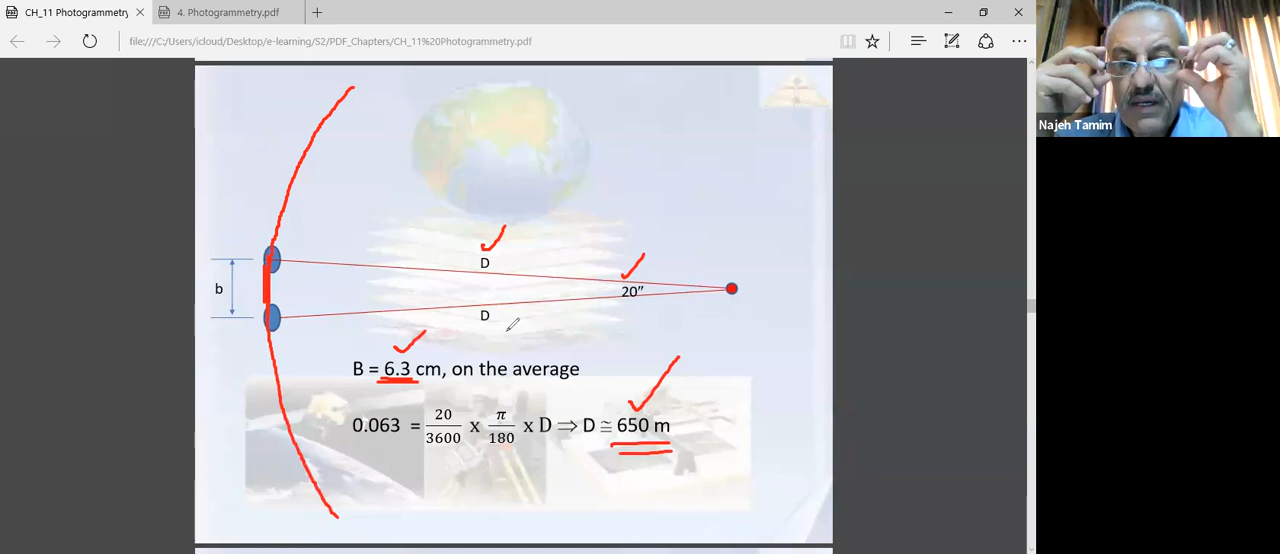 CH_11 Photogrammetry
4. Photogrammetry.pdf
file:///C:/Users/icloud/Desktop/e-learning/S2/PDF_Chapters/CH_11%20Photogrammetry.pdf
Najeh Tamim
D
20"
b
D
B = 6.3 cm, on the average
0.063 = 20/3600 x π/180 x D ⟹ D ≅ 650 m